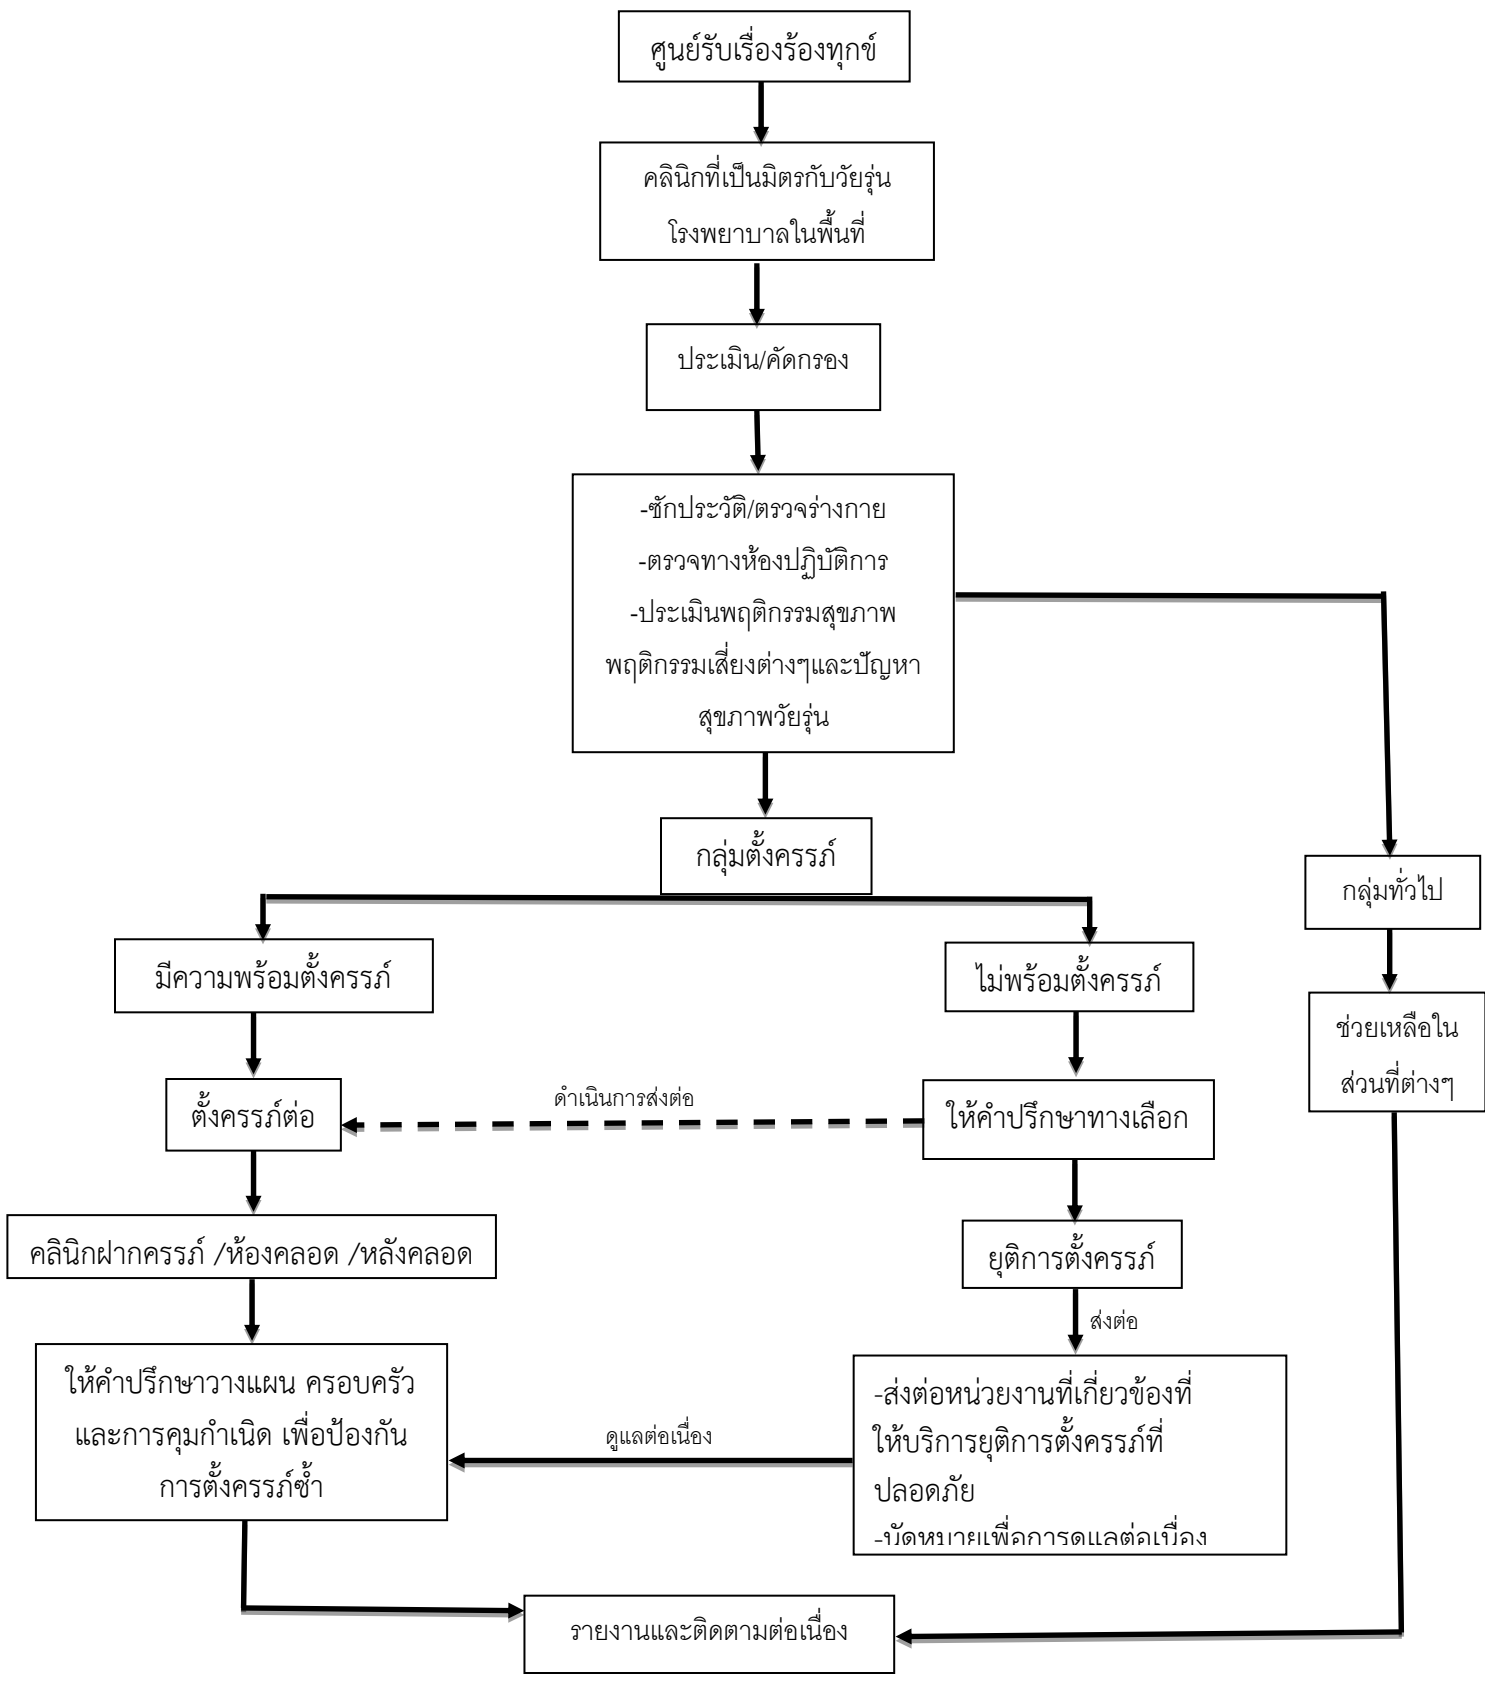 ศูนย์รับเรื่องร้องทุกข์
คลินิกที่เป็นมิตรกับวัยรุ่น
โรงพยาบาลในพื้นที่
ประเมิน/คัดกรอง
-ซักประวัติ/ตรวจร่างกาย
-ตรวจทางห้องปฏิบัติการ
-ประเมินพฤติกรรมสุขภาพ
พฤติกรรมเสี่ยงต่างๆและปัญหา
สุขภาพวัยรุ่น
กลุ่มตั้งครรภ์
กลุ่มทั่วไป
มีความพร้อมตั้งครรภ์
ไม่พร้อมตั้งครรภ์
ช่วยเหลือใน
ส่วนที่ต่างๆ
ตั้งครรภ์ต่อ
ดำเนินการส่งต่อ
ให้คำปรึกษาทางเลือก
คลินิกฝากครรภ์ /ห้องคลอด /หลังคลอด
ยุติการตั้งครรภ์
ส่งต่อ
ให้คำปรึกษาวางแผน ครอบครัว
และการคุมกำเนิด เพื่อป้องกัน
การตั้งครรภ์ซ้ำ
ดูแลต่อเนื่อง
-ส่งต่อหน่วยงานที่เกี่ยวข้องที่
ให้บริการยุติการตั้งครรภ์ที่
ปลอดภัย
-นัดหมายเพื่อการดูแลต่อเนื่อง
รายงานและติดตามต่อเนื่อง